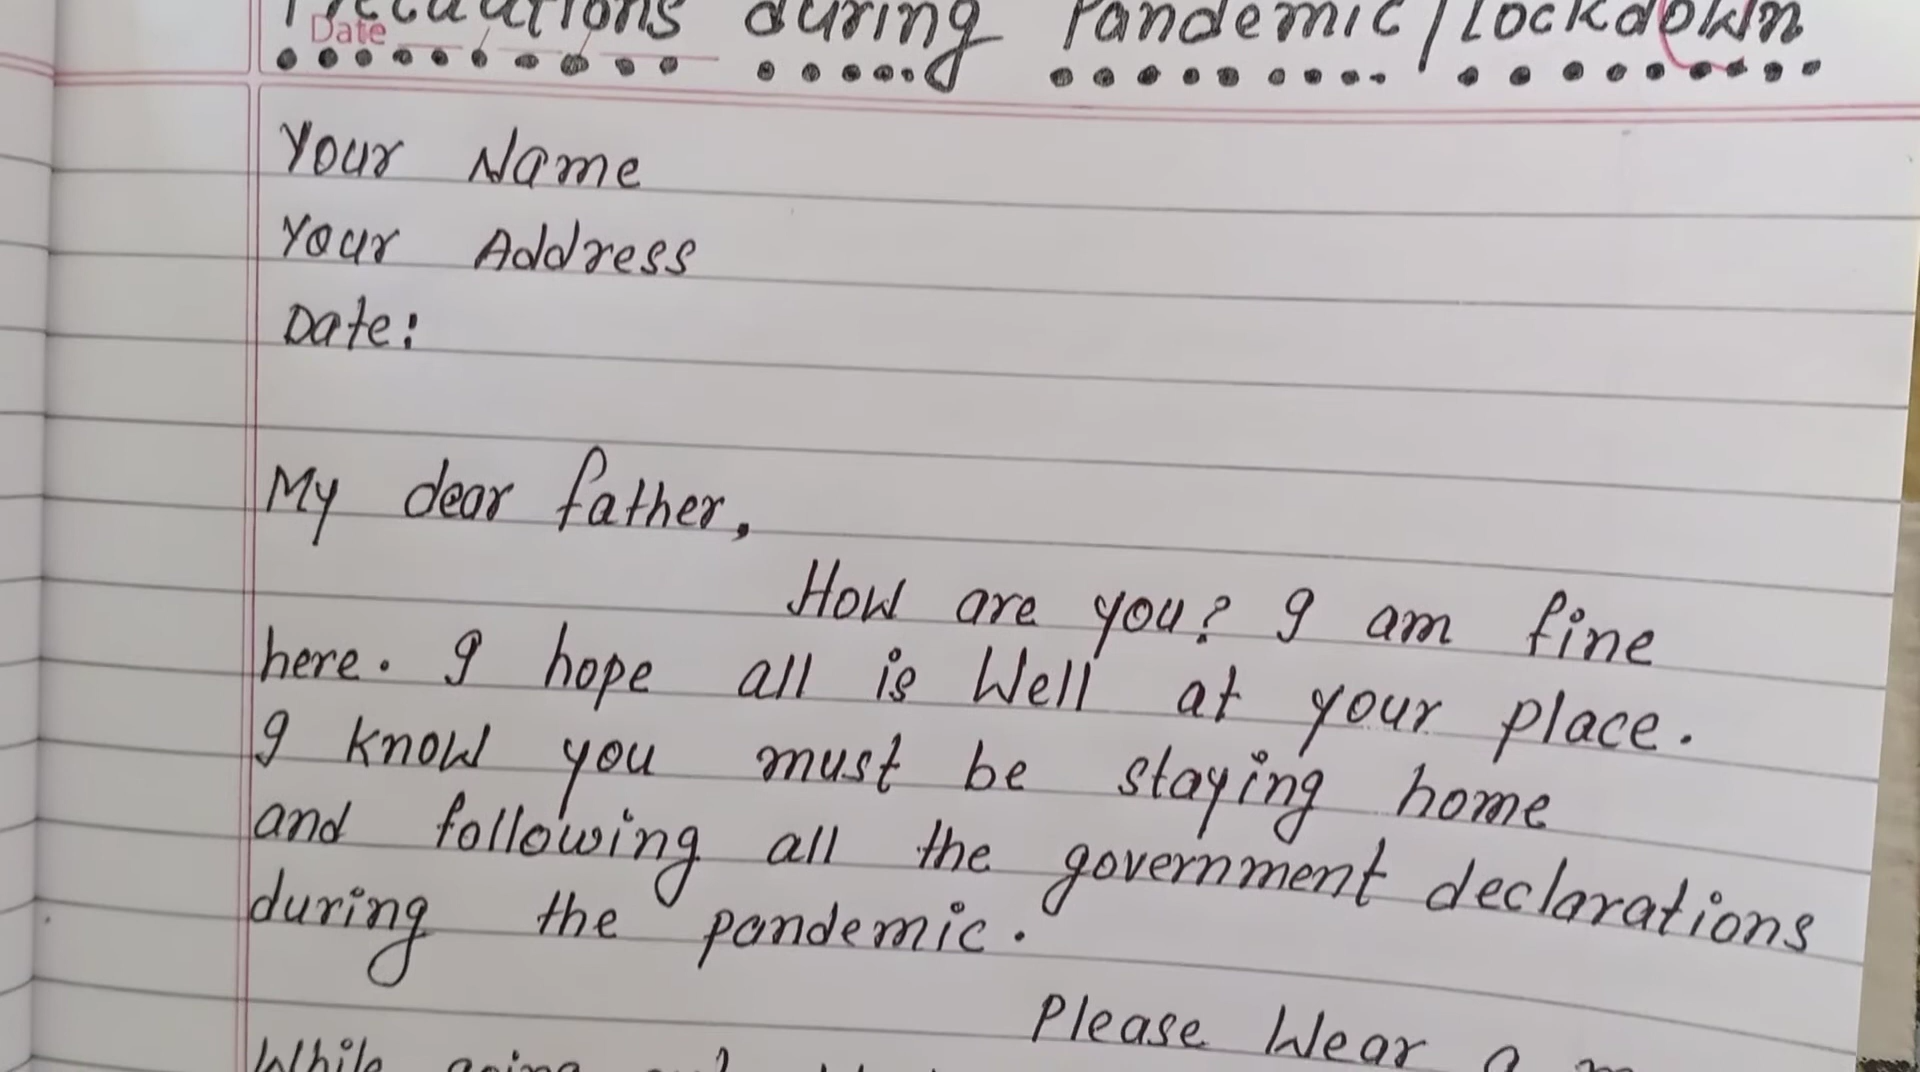 Precautions during Pandemic/Lockdown
Date
Your Name
Your Address
Date:
My dear father,
How are you? I am fine
here. I hope all is Well at your place.
I know you must be staying home
and following all the government declarations
during the pandemic.
Please Wear a
While going